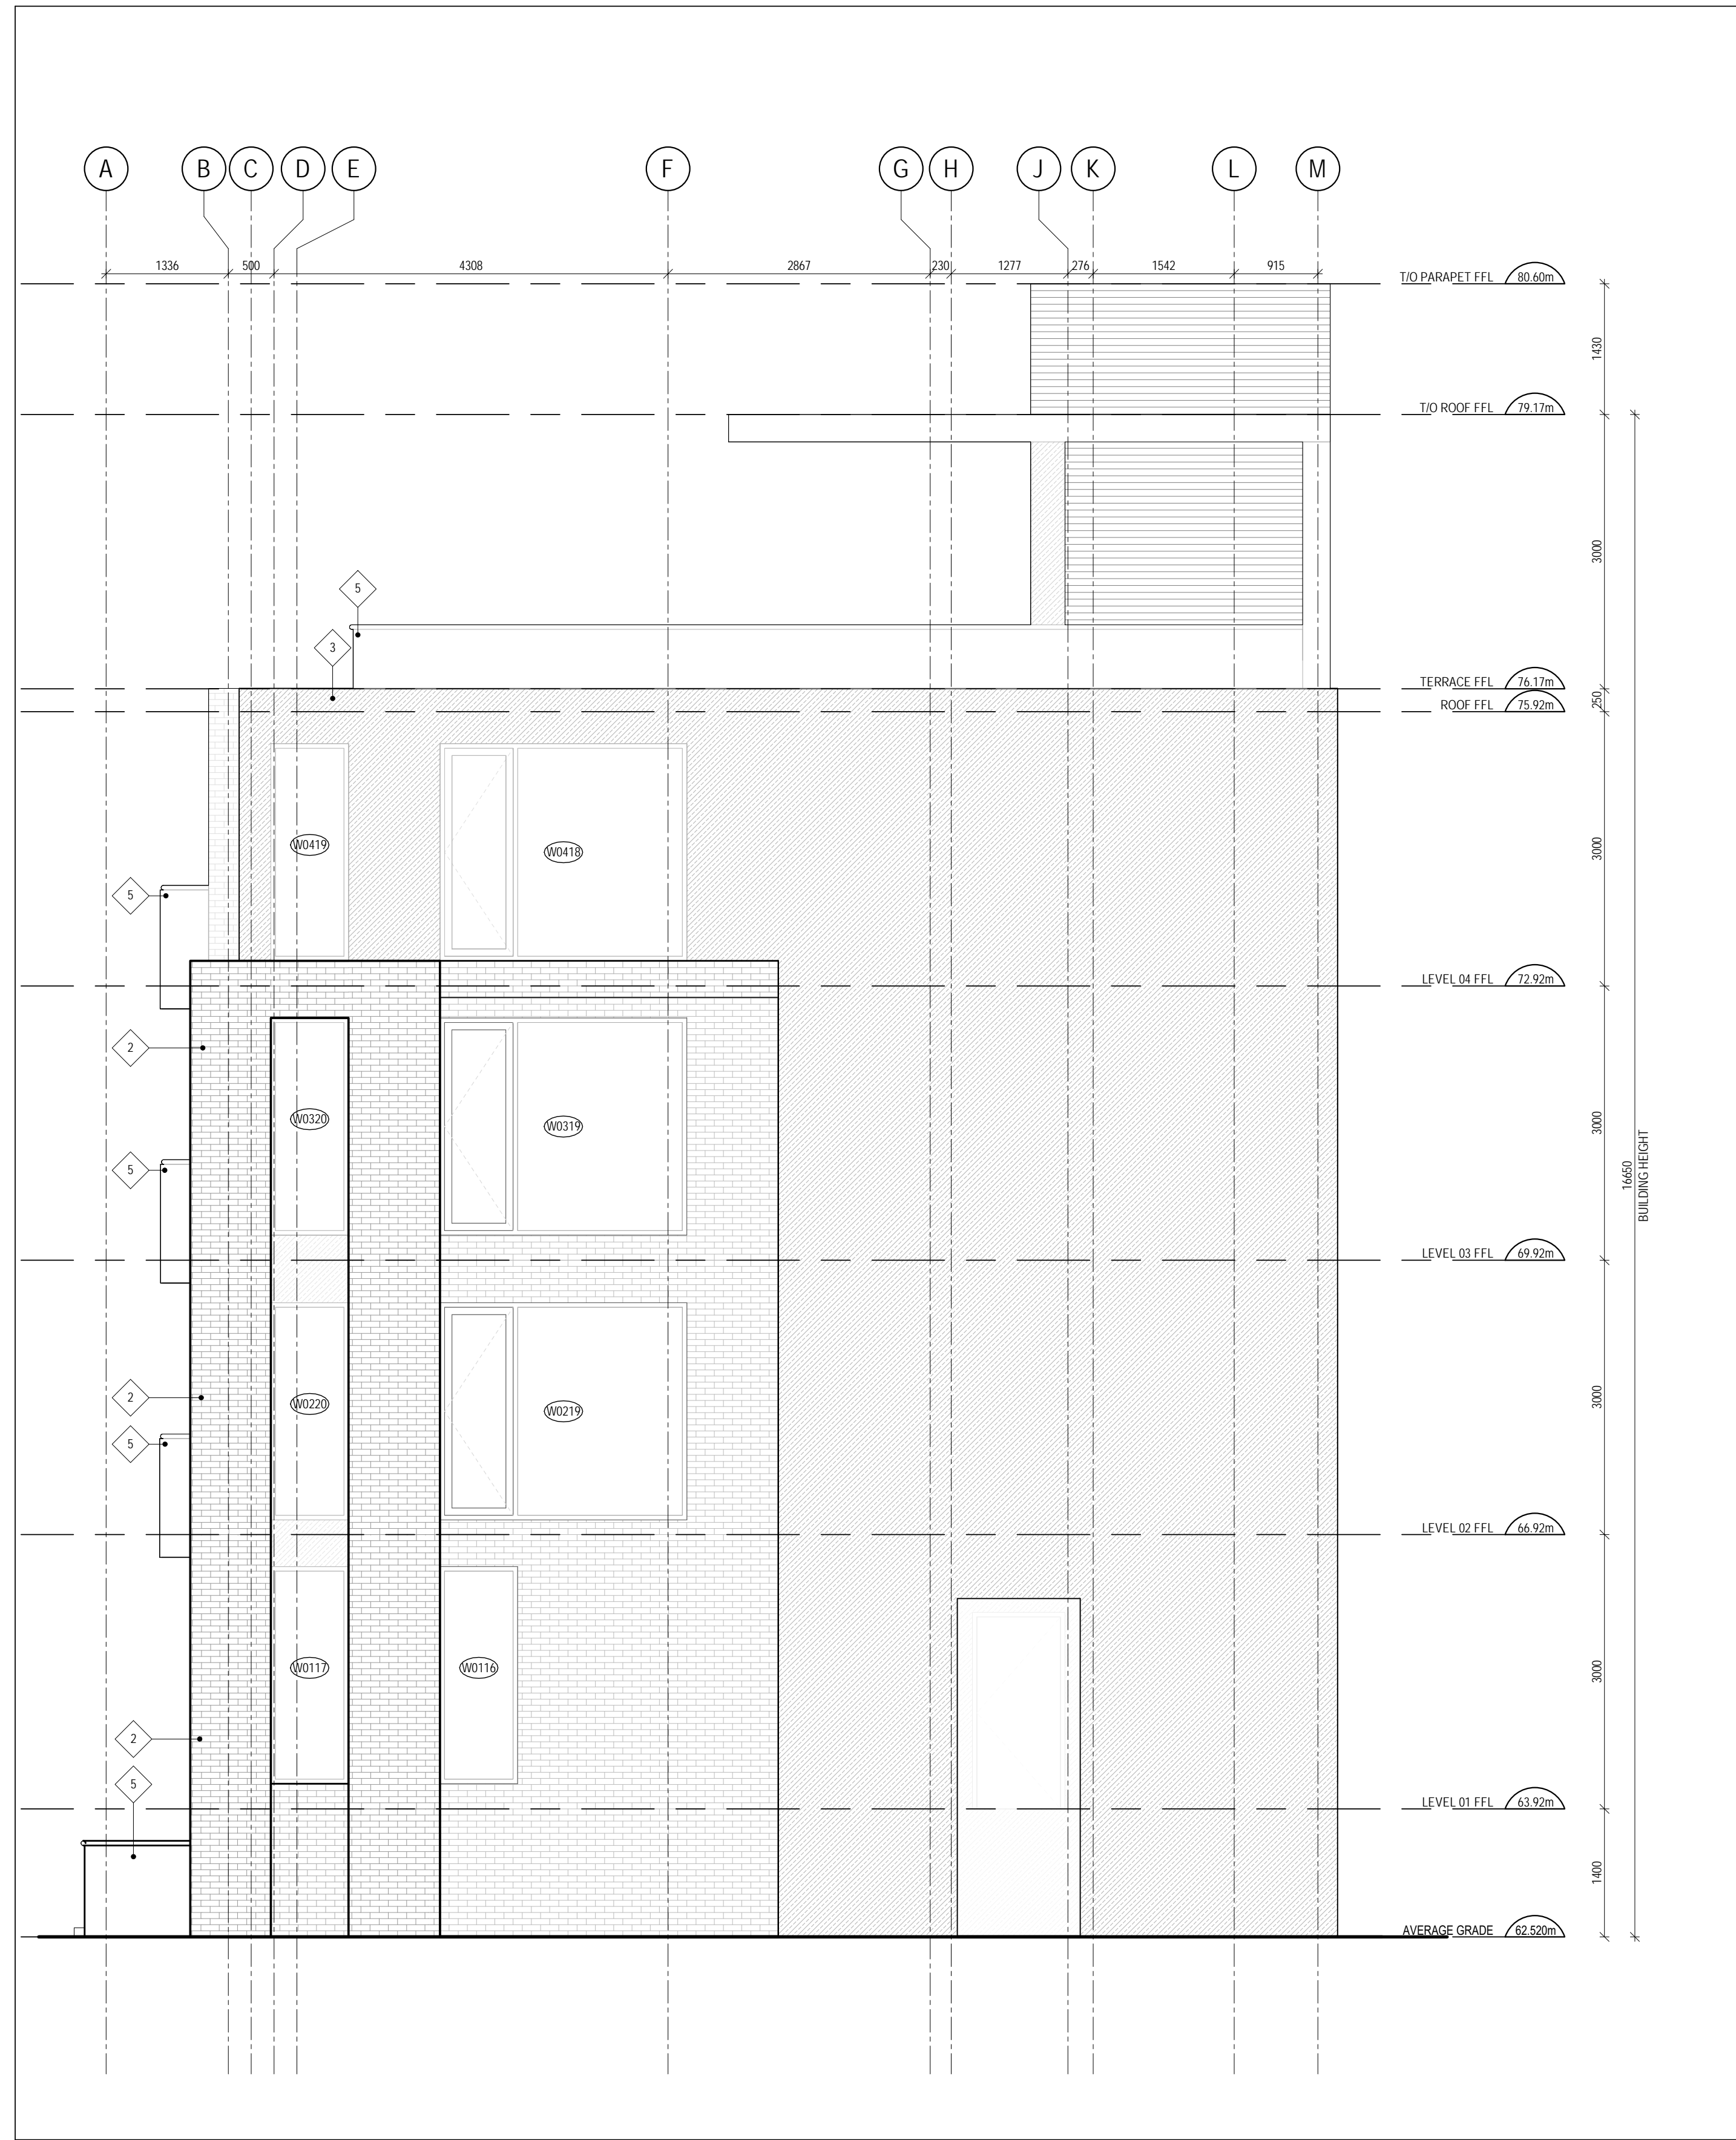 A B C D E F G H J K L M
1336 500 4308 2867 230 1277 276 1542 915
T/O PARAPET FFL 80.60m
1430
T/O ROOF FFL 79.17m
3000
5
3
TERRACE FFL 76.17m
250
ROOF FFL 75.92m
3000
W0419 W0418
5
LEVEL 04 FFL 72.92m
2
3000
W0320 W0319
5
16650
BUILDING HEIGHT
LEVEL 03 FFL 69.92m
2
3000
W0220 W0219
5
LEVEL 02 FFL 66.92m
3000
W0117 W0116
2
5
LEVEL 01 FFL 63.92m
1400
AVERAGE GRADE 62.520m